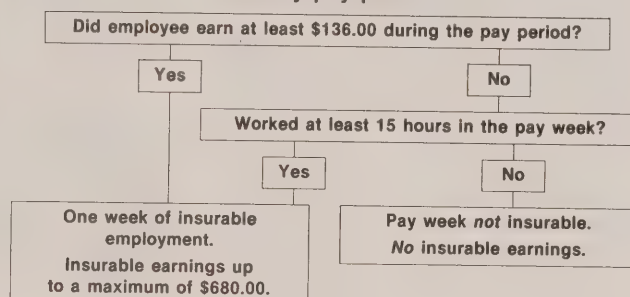 Did employee earn at least $136.00 during the pay period?
Yes
No
Worked at least 15 hours in the pay week?
Yes
No
One week of insurable
employment.
Insurable earnings up
to a maximum of $680.00.
Pay week not insurable.
No insurable earnings.